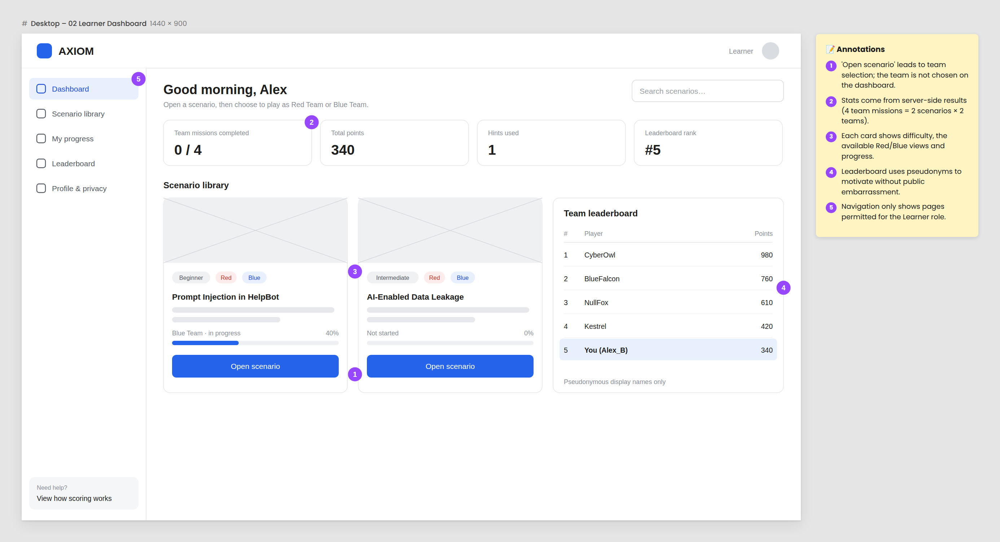 # Desktop – 02 Learner Dashboard 1440 × 900
AXIOM
Learner
Dashboard
5
Scenario library
My progress
Leaderboard
Profile & privacy
Need help?
View how scoring works
Good morning, Alex
Open a scenario, then choose to play as Red Team or Blue Team.
Search scenarios…
Team missions completed
0 / 4
2
Total points
340
Hints used
1
Leaderboard rank
#5
Scenario library
Beginner Red Blue
Prompt Injection in HelpBot
Blue Team · in progress 40%
Open scenario
3
1
Intermediate Red Blue
AI-Enabled Data Leakage
Not started 0%
Open scenario
Team leaderboard
# Player Points
1 CyberOwl 980
2 BlueFalcon 760
3 NullFox 610
4 Kestrel 420
5 You (Alex_B) 340
Pseudonymous display names only
4
📝 Annotations
1 'Open scenario' leads to team
selection; the team is not chosen on
the dashboard.
2 Stats come from server-side results
(4 team missions = 2 scenarios × 2
teams).
3 Each card shows difficulty, the
available Red/Blue views and
progress.
4 Leaderboard uses pseudonyms to
motivate without public
embarrassment.
5 Navigation only shows pages
permitted for the Learner role.